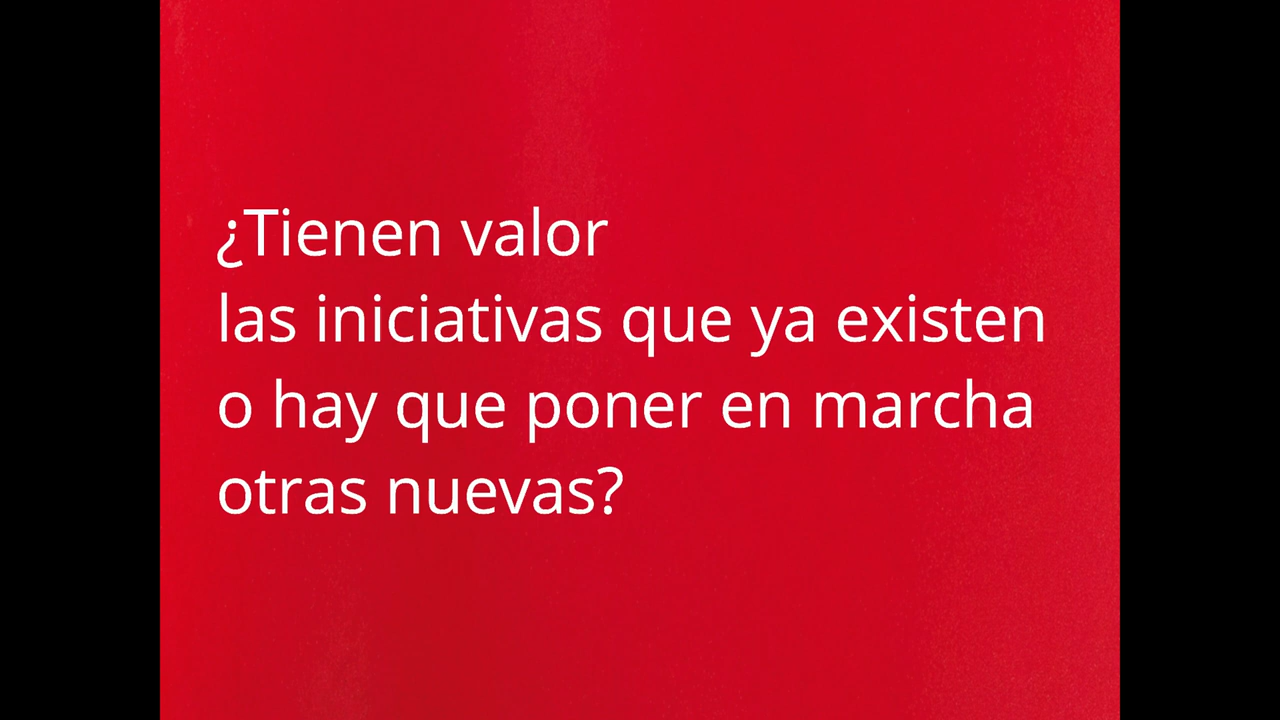 ¿Tienen valor
las iniciativas que ya existen
o hay que poner en marcha
otras nuevas?